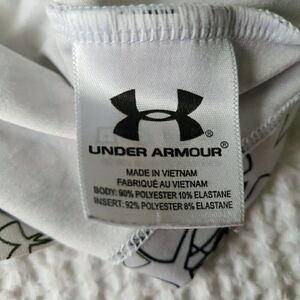 UNDER ARMOUR®
MADE IN VIETNAM
FABRIQUÉ AU VIETNAM
BODY: 90% POLYESTER 10% ELASTANE
INSERT: 92% POLYESTER 8% ELASTANE